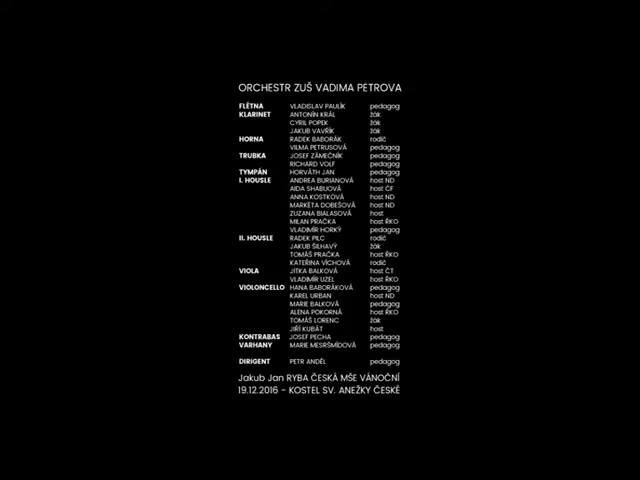 ORCHESTR ZUŠ VADIMA PETROVA
FLÉTNA VLADISLAV PAULÍK pedagog
KLARINET ANTONÍN KRÁL žák
CYRIL POPEK žák
JAKUB VAVŘÍK žák
HORNA RADEK BABORÁK rodič
VILMA PETRUSOVÁ pedagog
TRUBKA JOSEF ZÁMEČNÍK pedagog
RICHARD VOLF pedagog
TYMPÁN HORVÁTH JAN pedagog
I. HOUSLE ANDREA BURIANOVÁ host ND
AIDA SHABUOVÁ host ČF
ANNA KOSTKOVÁ host ND
MARKÉTA DOBEŠOVÁ host ND
ZUZANA BIALASOVÁ host
MILAN PRAČKA host ŘKO
VLADIMÍR HORKÝ pedagog
II. HOUSLE RADEK PILC rodič
JAKUB ŠILHAVÝ žák
TOMÁŠ PRAČKA host ŘKO
KATEŘINA VÍCHOVÁ rodič
VIOLA JITKA BALKOVÁ host ČT
VLADIMÍR UZEL host ŘKO
VIOLONCELLO HANA BABORÁKOVÁ pedagog
KAREL URBAN host ND
MARIE BALKOVÁ pedagog
ALENA POKORNÁ host ŘKO
TOMÁŠ LORENC žák
JIŘÍ KUBÁT host
KONTRABAS JOSEF PECHA pedagog
VARHANY MARIE MESRŠMÍDOVÁ pedagog
DIRIGENT PETR ANDĚL pedagog
Jakub Jan RYBA ČESKÁ MŠE VÁNOČNÍ
19.12.2016 - KOSTEL SV. ANEŽKY ČESKÉ